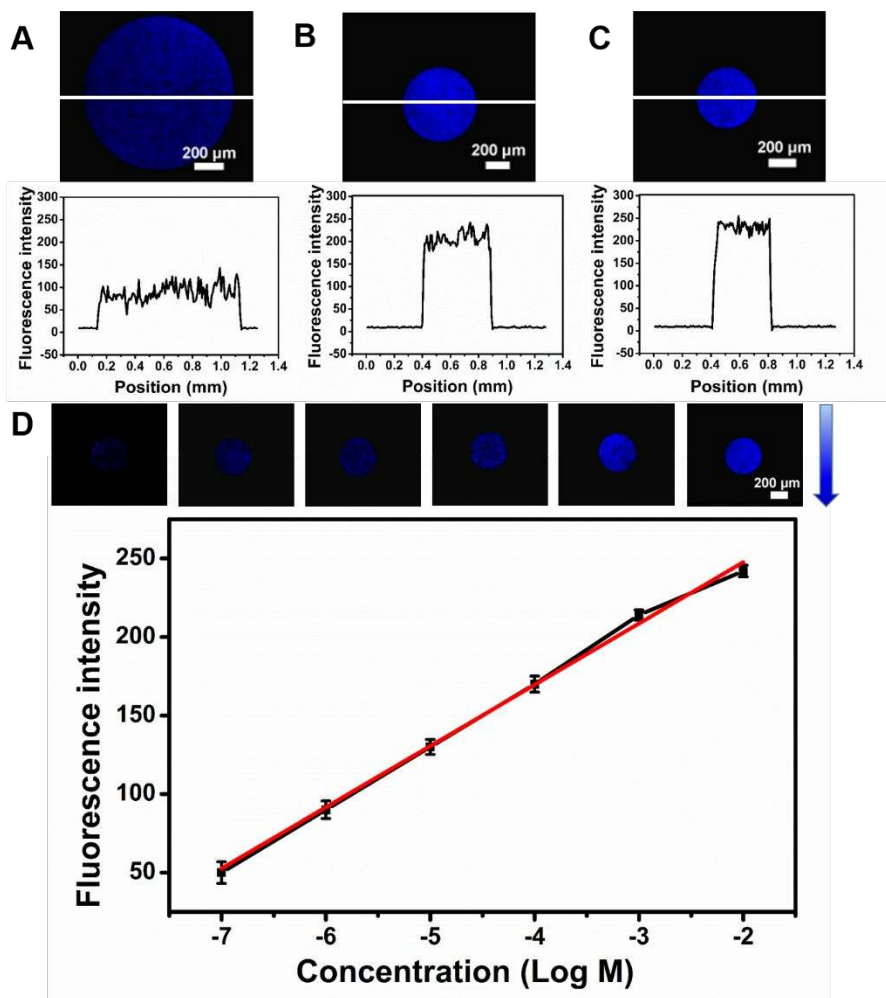 A
B
C
200 µm
200 µm
200 µm
Fluorescence intensity
300
250
200
150
100
50
0
-50
0.0 0.2 0.4 0.6 0.8 1.0 1.2 1.4
Position (mm)
Fluorescence intensity
300
250
200
150
100
50
0
-50
0.0 0.2 0.4 0.6 0.8 1.0 1.2 1.4
Position (mm)
Fluorescence intensity
300
250
200
150
100
50
0
-50
0.0 0.2 0.4 0.6 0.8 1.0 1.2 1.4
Position (mm)
D
200 µm
Fluorescence intensity
250
200
150
100
50
-7 -6 -5 -4 -3 -2
Concentration (Log M)